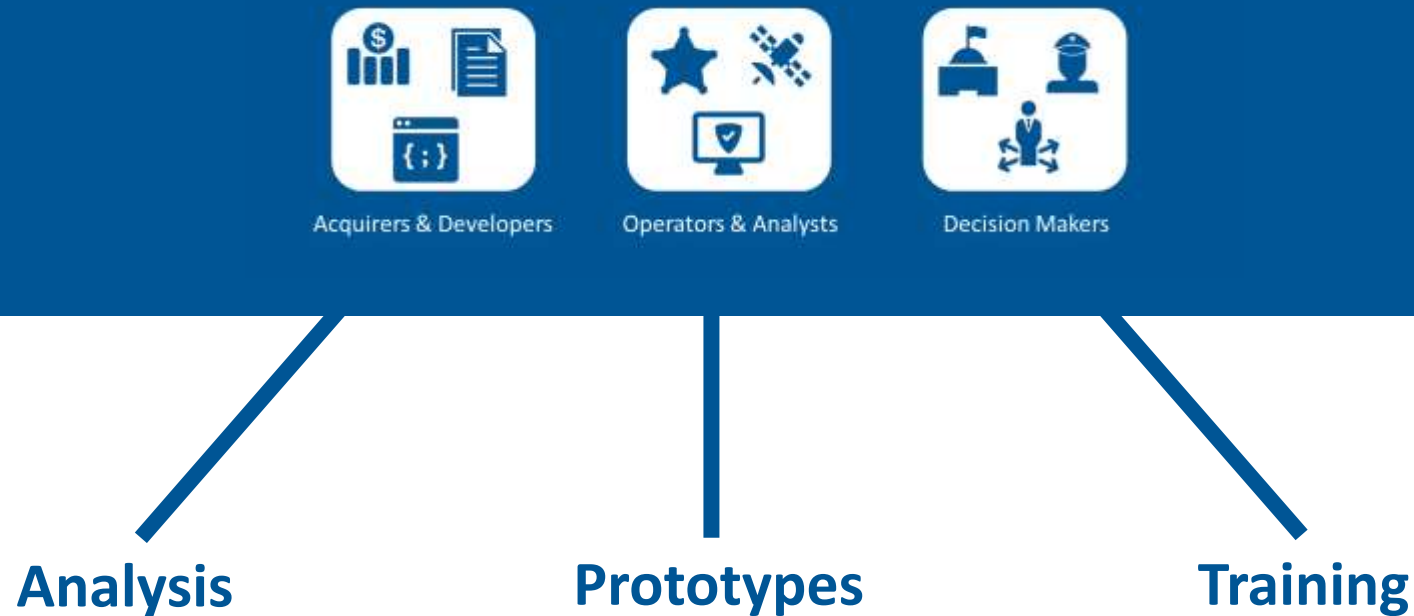 $
{;}
Acquirers & Developers Operators & Analysts Decision Makers
Analysis Prototypes Training